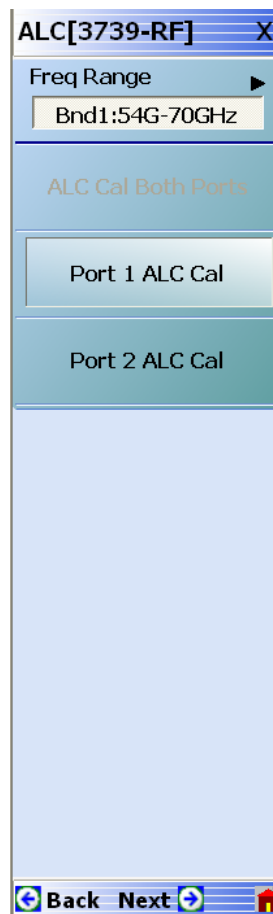 ALC[3739-RF] X
Freq Range
Bnd1:54G-70GHz
ALC Cal Both Ports
Port 1 ALC Cal
Port 2 ALC Cal
Back Next